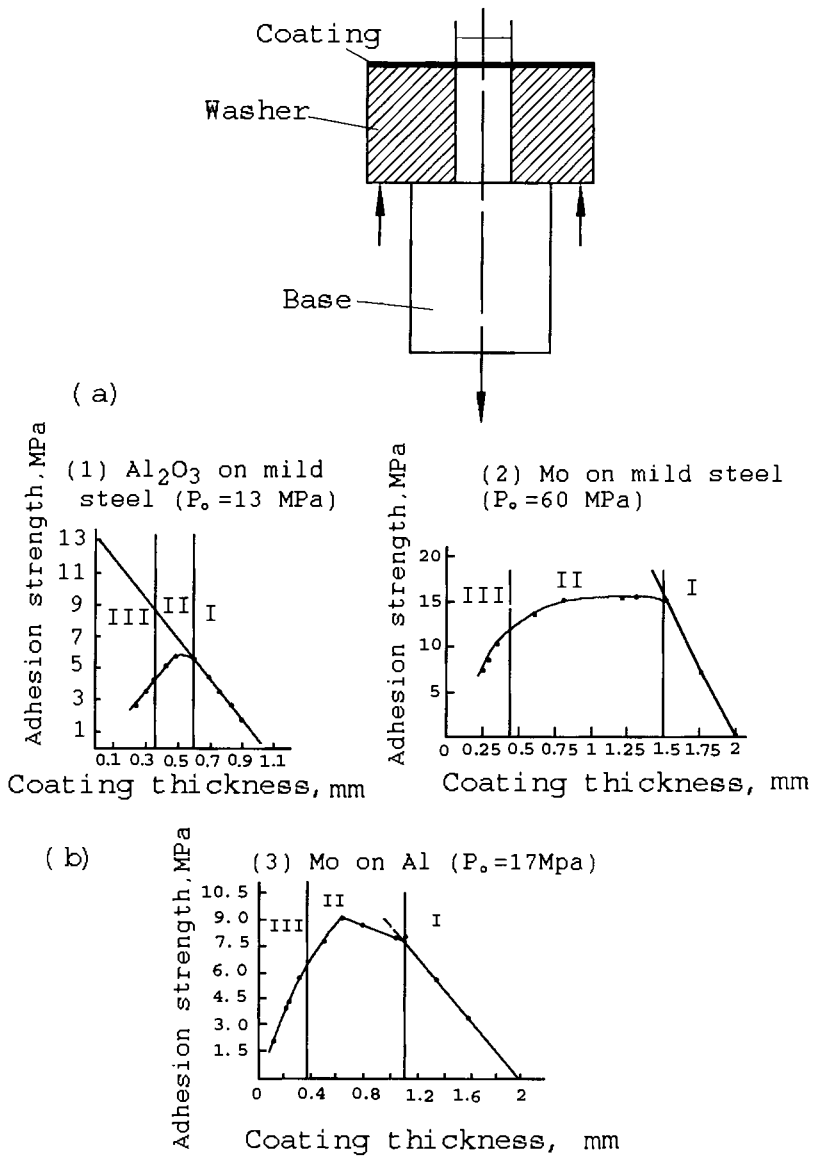 Coating
Washer
Base
(a)
(1) Al₂O₃ on mild
steel (Pₒ=13 MPa)
Adhesion strength, MPa
13
11
9
7
5
3
1
III
II
I
0.1 0.3 0.5 0.7 0.9 1.1
Coating thickness, mm
(2) Mo on mild steel
(Pₒ=60 MPa)
Adhesion strength, MPa
20
15
10
5
III
II
I
0 0.25 0.5 0.75 1 1.25 1.5 1.75 2
Coating thickness, mm
(b)
(3) Mo on Al (Pₒ=17Mpa)
Adhesion strength, MPa
10.5
9.0
7.5
6.0
4.5
3.0
1.5
III
II
I
0 0.4 0.8 1.2 1.6 2
Coating thickness, mm